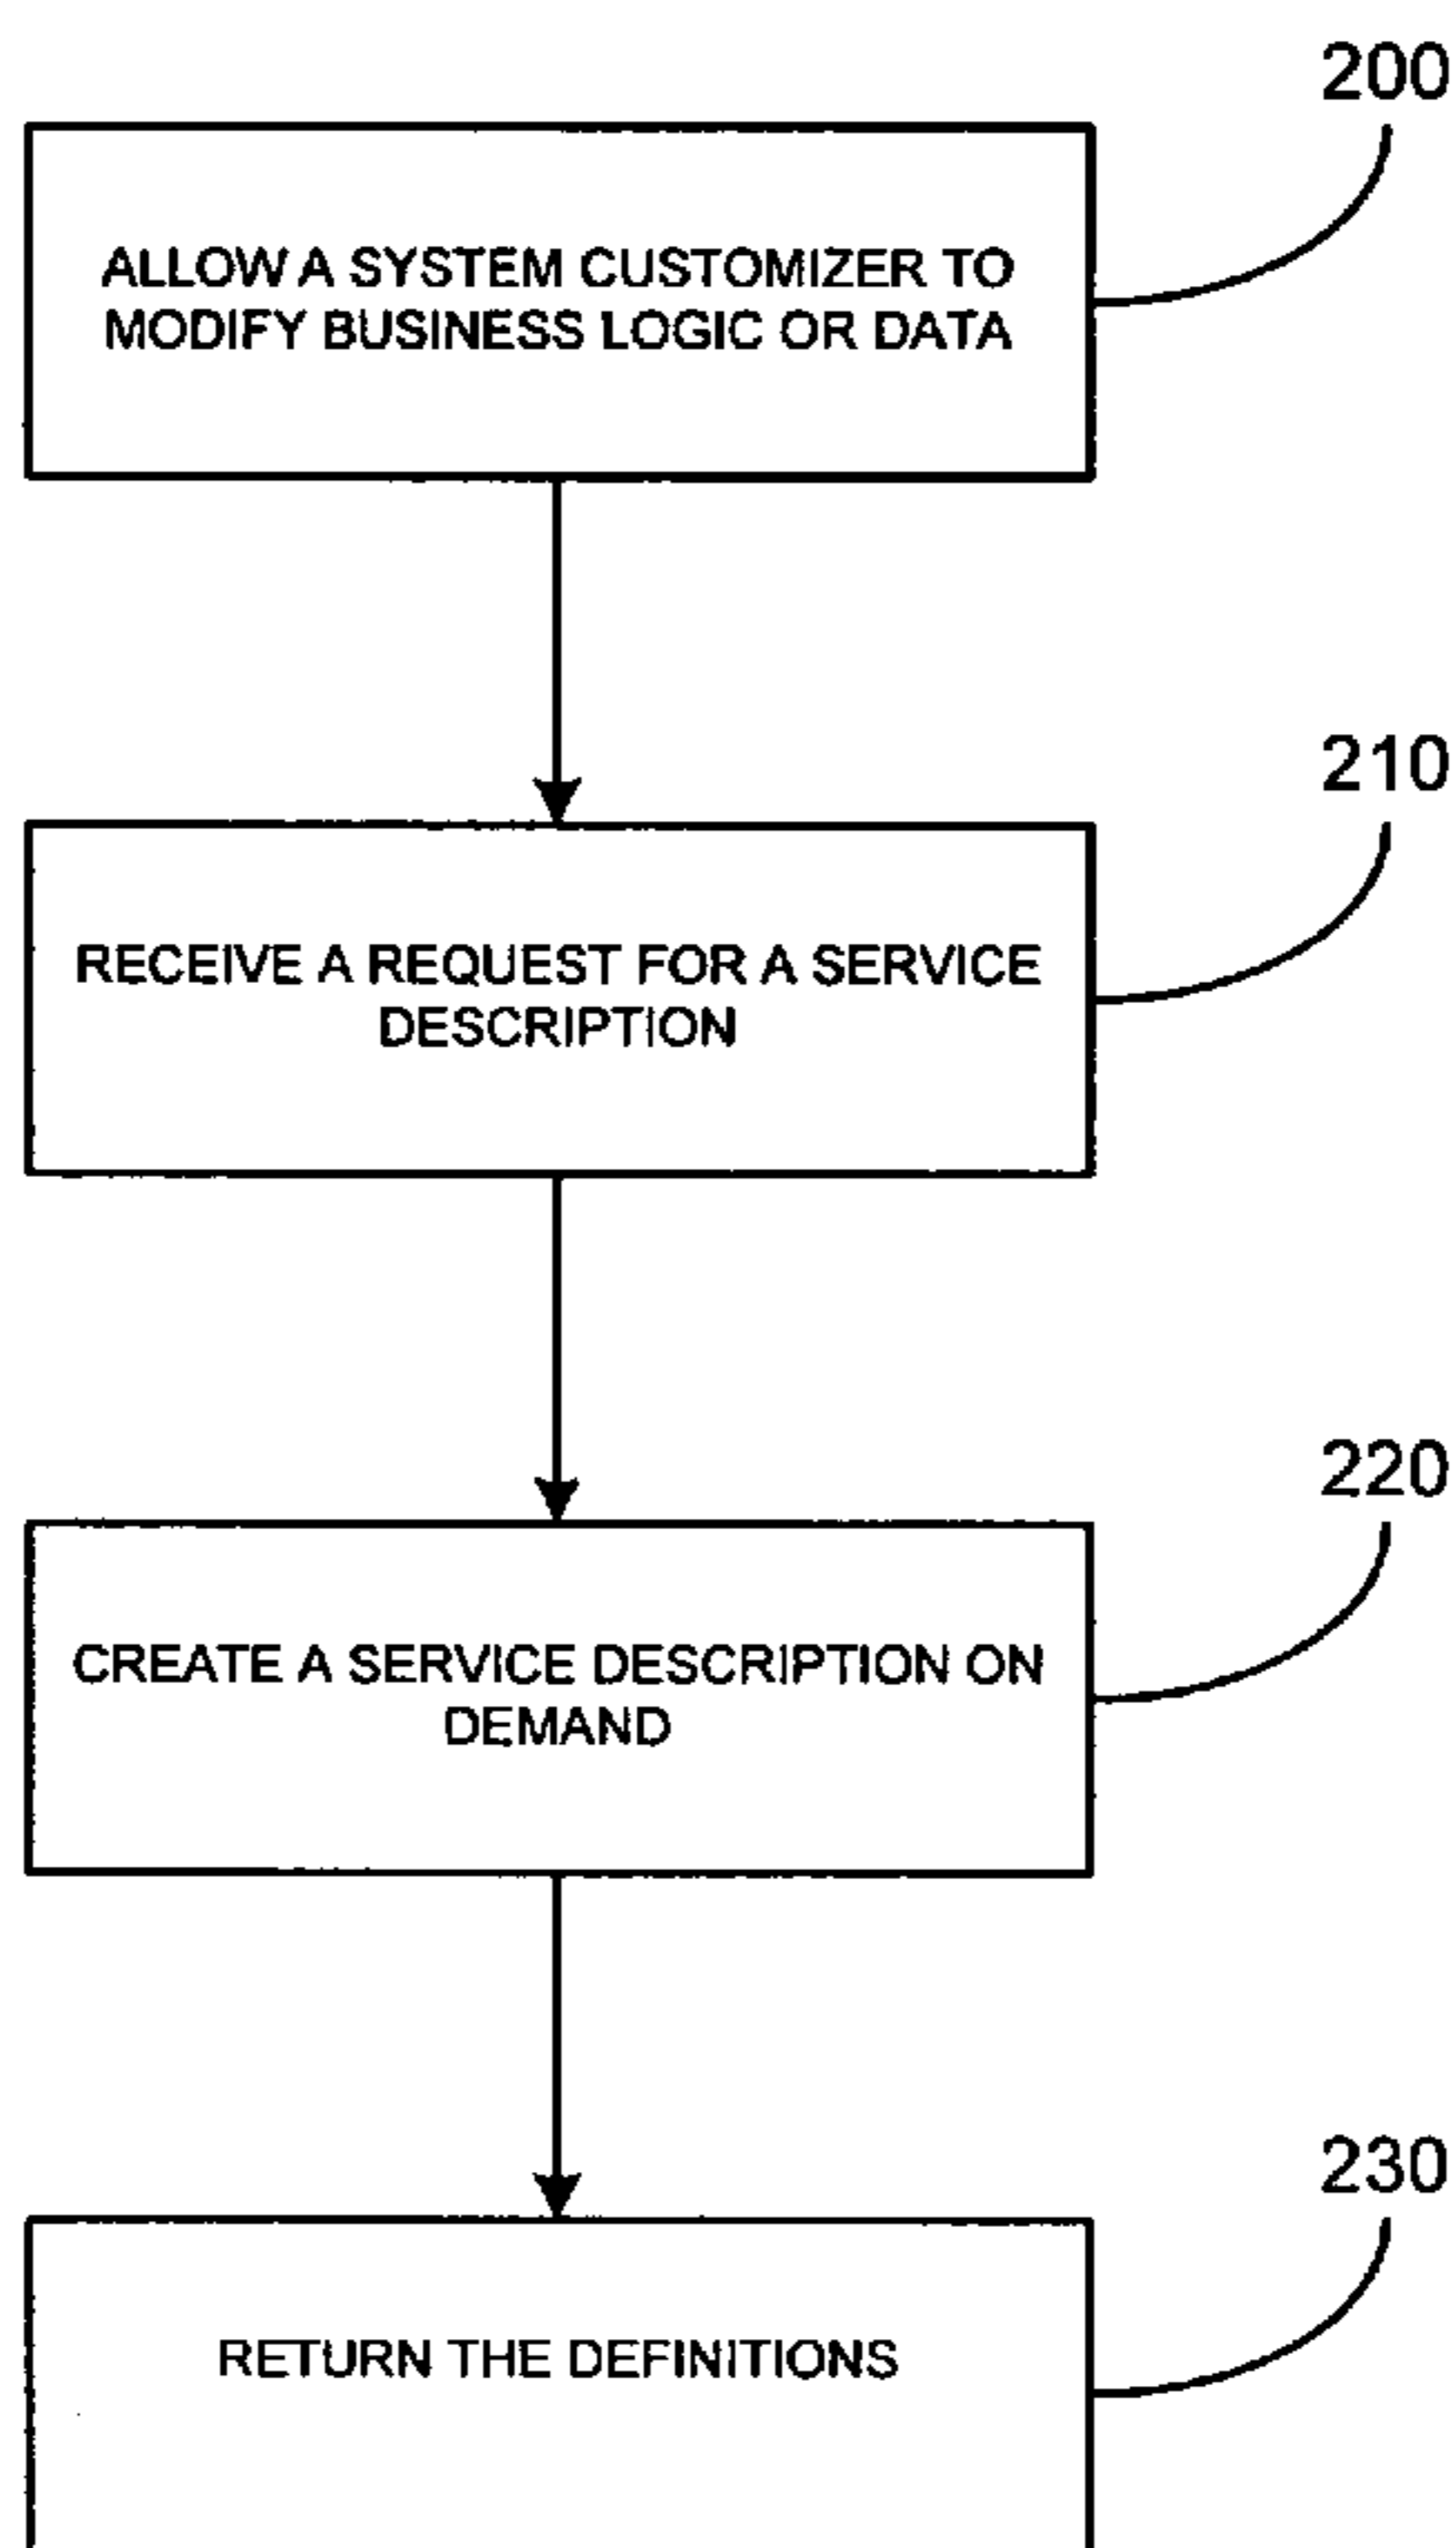 200
ALLOW A SYSTEM CUSTOMIZER TO
MODIFY BUSINESS LOGIC OR DATA
210
RECEIVE A REQUEST FOR A SERVICE
DESCRIPTION
220
CREATE A SERVICE DESCRIPTION ON
DEMAND
230
RETURN THE DEFINITIONS